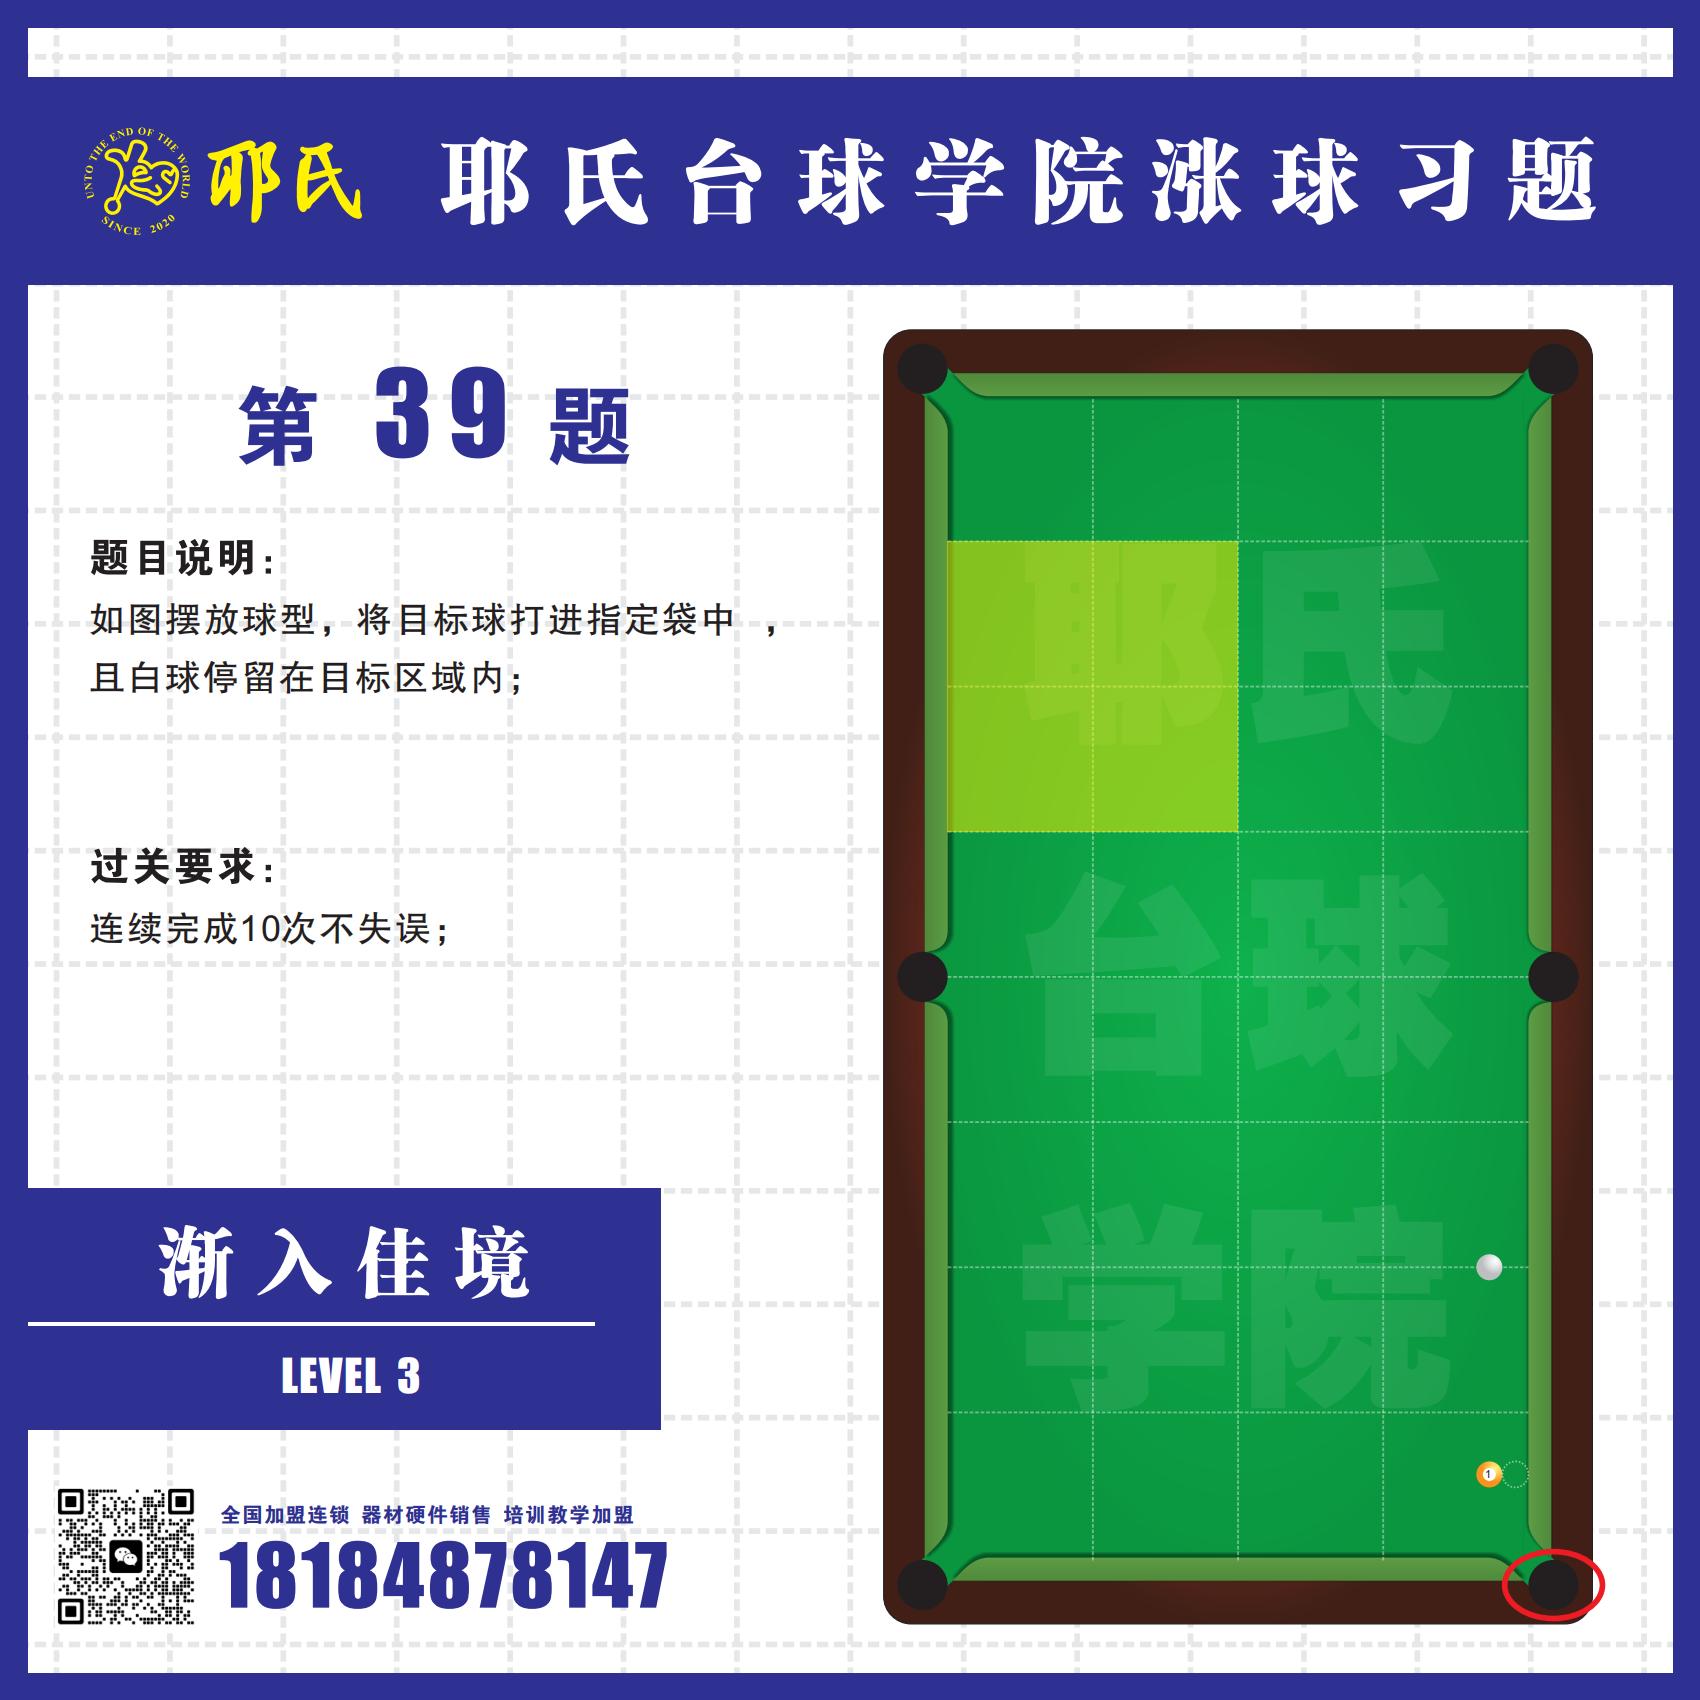 UNTO THE END OF THE WORLD
SINCE 2020
耶氏
耶氏台球学院涨球习题
第 39 题
题目说明：
如图摆放球型，将目标球打进指定袋中，
且白球停留在目标区域内；
过关要求：
连续完成10次不失误；
耶氏
台球
学院
1
渐入佳境
LEVEL 3
全国加盟连锁 器材硬件销售 培训教学加盟
18184878147